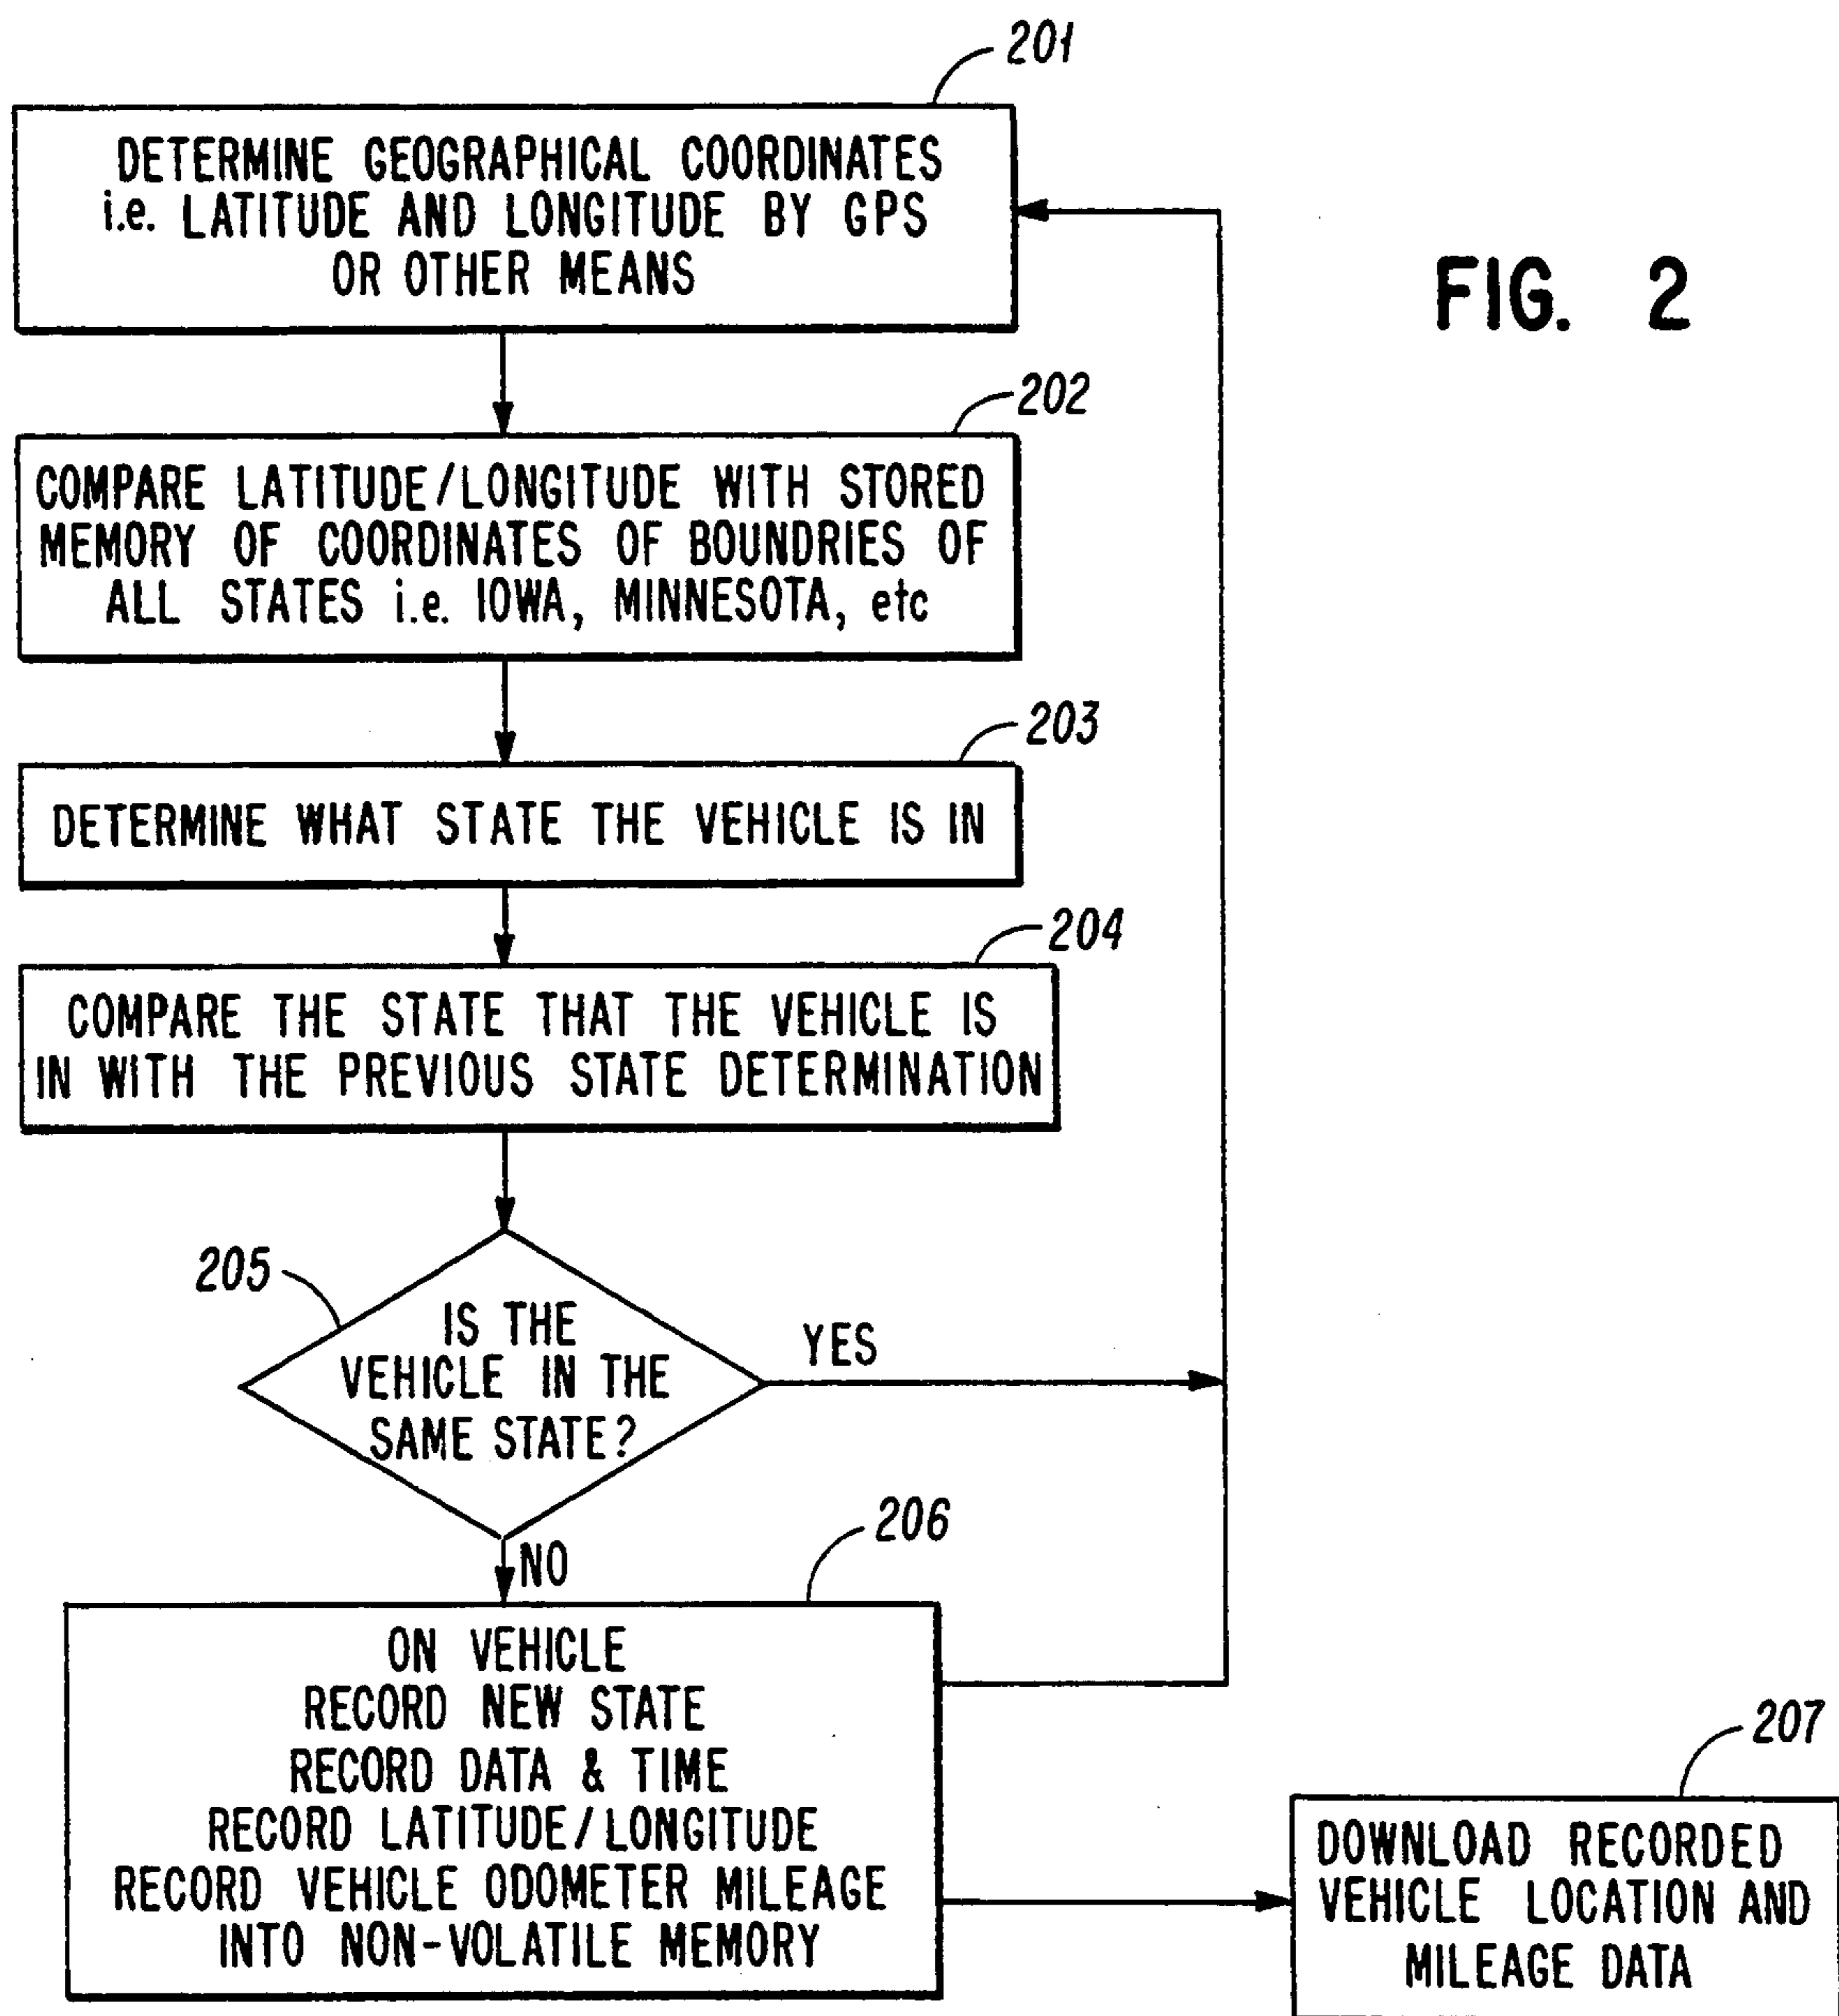 201
DETERMINE GEOGRAPHICAL COORDINATES
i.e. LATITUDE AND LONGITUDE BY GPS
OR OTHER MEANS
FIG. 2
202
COMPARE LATITUDE/LONGITUDE WITH STORED
MEMORY OF COORDINATES OF BOUNDRIES OF
ALL STATES i.e. IOWA, MINNESOTA, etc
203
DETERMINE WHAT STATE THE VEHICLE IS IN
204
COMPARE THE STATE THAT THE VEHICLE IS
IN WITH THE PREVIOUS STATE DETERMINATION
205
IS THE
VEHICLE IN THE
SAME STATE?
YES
NO
206
ON VEHICLE
RECORD NEW STATE
RECORD DATA & TIME
RECORD LATITUDE/LONGITUDE
RECORD VEHICLE ODOMETER MILEAGE
INTO NON-VOLATILE MEMORY
207
DOWNLOAD RECORDED
VEHICLE LOCATION AND
MILEAGE DATA